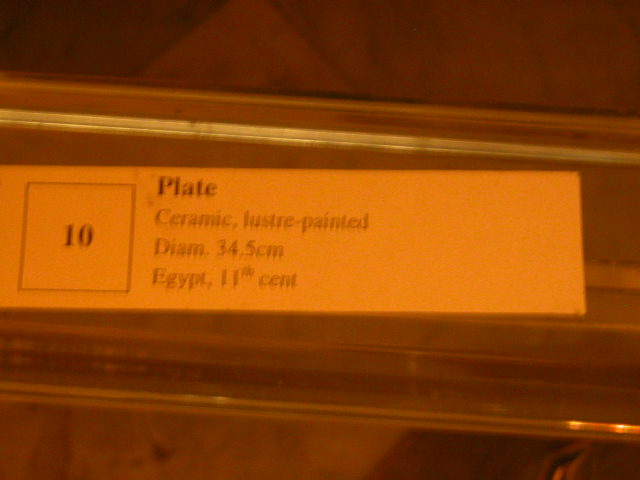 10
Plate
Ceramic, lustre-painted
Diam. 34.5cm
Egypt, 11th cent